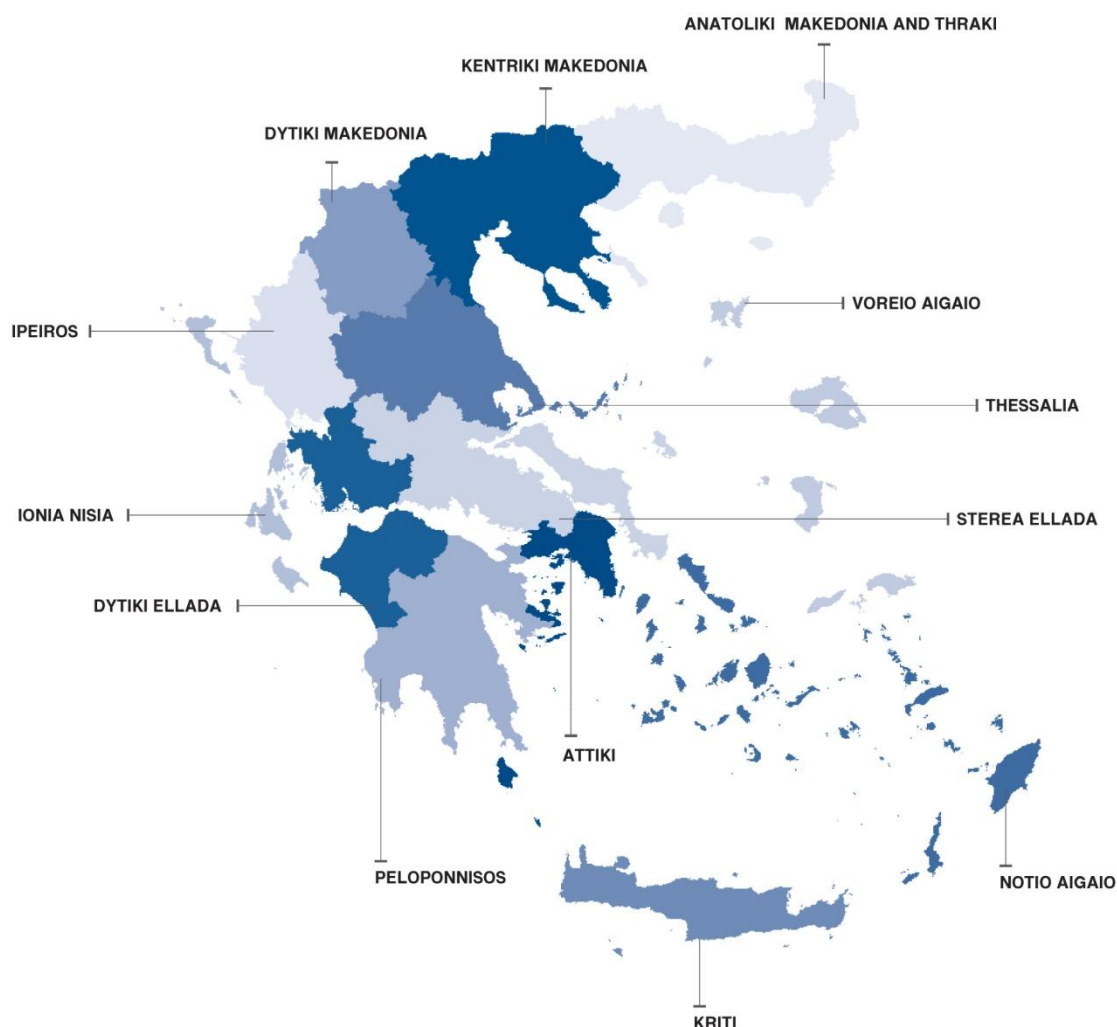 ANATOLIKI MAKEDONIA AND THRAKI
KENTRIKI MAKEDONIA
DYTIKI MAKEDONIA
VOREIO AIGAIO
IPEIROS
THESSALIA
IONIA NISIA
STEREA ELLADA
DYTIKI ELLADA
ATTIKI
PELOPONNISOS
NOTIO AIGAIO
KRITI